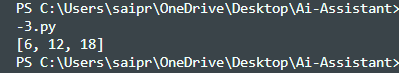 PS C:\Users\saipr\OneDrive\Desktop\Ai-Assistant>
-3.py
[6, 12, 18]
PS C:\Users\saipr\OneDrive\Desktop\Ai-Assistant>